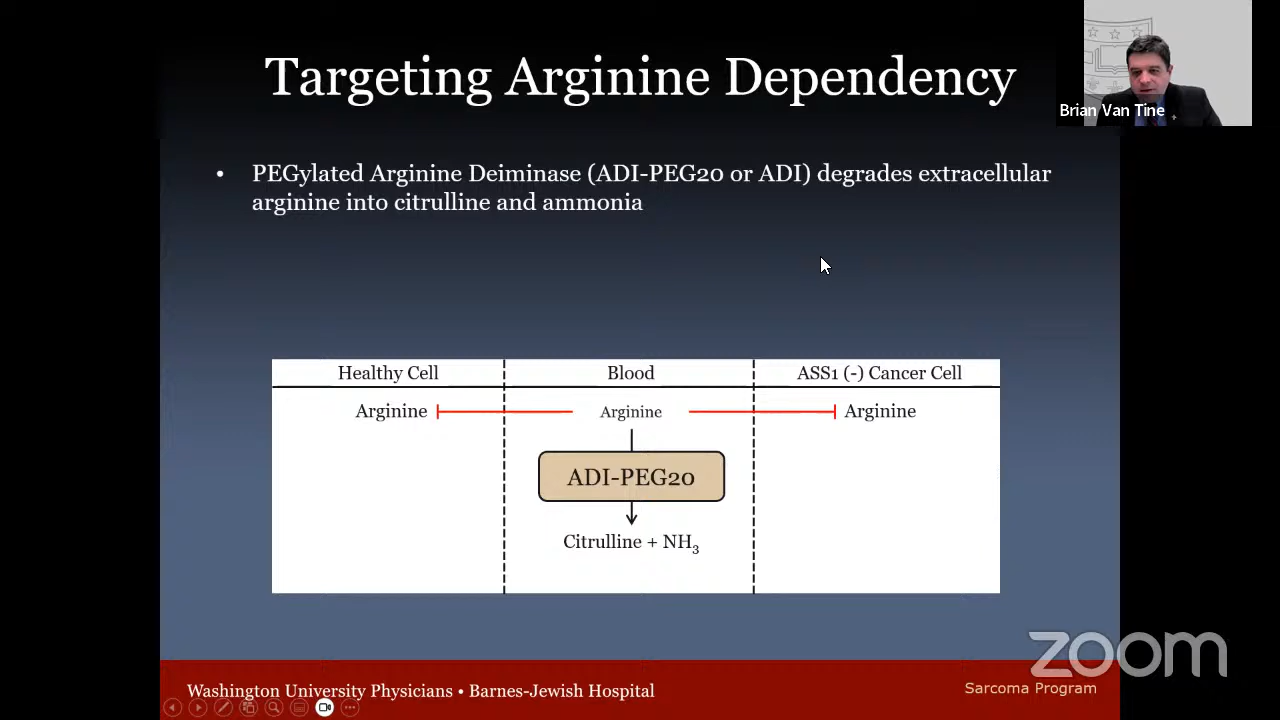 Targeting Arginine Dependency
Brian Van Tine
• PEGylated Arginine Deiminase (ADI-PEG20 or ADI) degrades extracellular
arginine into citrulline and ammonia
Healthy Cell
Blood
ASS1 (-) Cancer Cell
Arginine
Arginine
Arginine
ADI-PEG20
Citrulline + NH₃
zoom
Washington University Physicians • Barnes-Jewish Hospital
Sarcoma Program